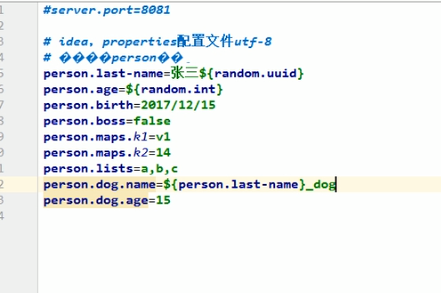 #server.port=8081
# idea, properties配置文件utf-8
# ����person��
person.last-name=张三${random.uuid}
person.age=${random.int}
person.birth=2017/12/15
person.boss=false
person.maps.k1=v1
person.maps.k2=14
person.lists=a,b,c
person.dog.name=${person.last-name}_dog
person.dog.age=15